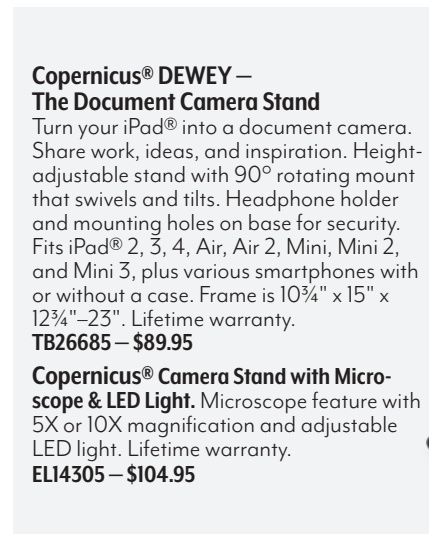 Copernicus® DEWEY —
The Document Camera Stand
Turn your iPad® into a document camera.
Share work, ideas, and inspiration. Height-
adjustable stand with 90° rotating mount
that swivels and tilts. Headphone holder
and mounting holes on base for security.
Fits iPad® 2, 3, 4, Air, Air 2, Mini, Mini 2,
and Mini 3, plus various smartphones with
or without a case. Frame is 10¾" x 15" x
12¾"–23". Lifetime warranty.
TB26685 — $89.95
Copernicus® Camera Stand with Micro-
scope & LED Light. Microscope feature with
5X or 10X magnification and adjustable
LED light. Lifetime warranty.
EL14305 — $104.95